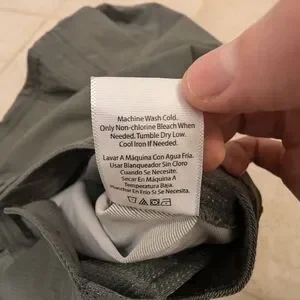 Machine Wash Cold.
Only Non-chlorine Bleach When
Needed. Tumble Dry Low.
Cool Iron If Needed.
Lavar A Máquina Con Agua Fria.
Usar Blanqueador Sin Cloro
Cuando Se Necesite.
Secar En Máquina A
Temperatura Baja.
Planchar En Frío Si Se Necesita.